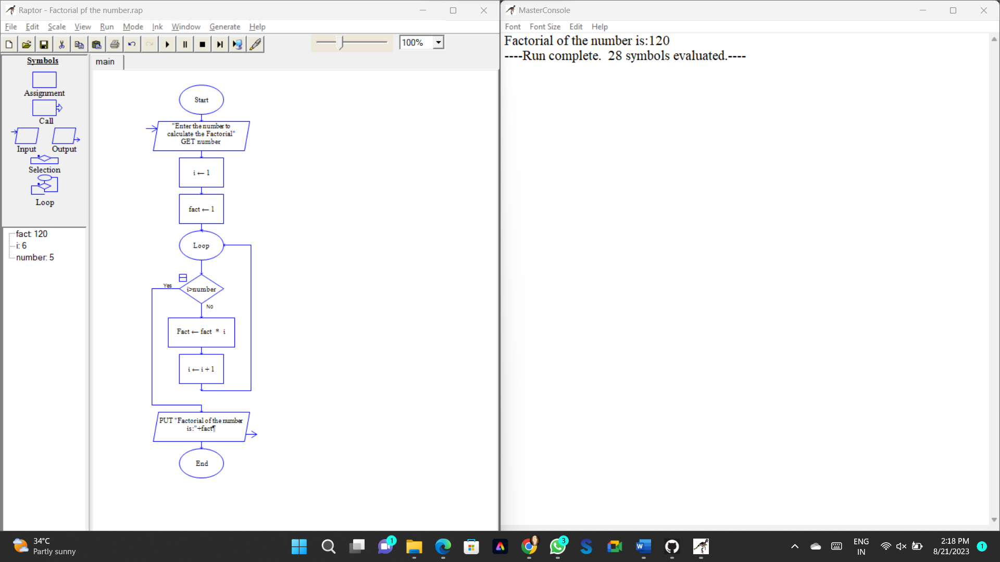 Raptor - Factorial pf the number.rap
File Edit Scale View Run Mode Ink Window Generate Help
100%
Symbols
Assignment
Call
Input Output
Selection
Loop
fact: 120
i: 6
number: 5
main
Start
"Enter the number to
calculate the Factorial"
GET number
i ← 1
fact ← 1
Loop
Yes
i>number
No
Fact ← fact * i
i ← i + 1
PUT "Factorial of the number
is:"+fact¶
End
MasterConsole
Font Font Size Edit Help
Factorial of the number is:120
----Run complete.  28 symbols evaluated.----
34°C
Partly sunny
1
3
W
S
ENG
IN
2:18 PM
8/21/2023
1